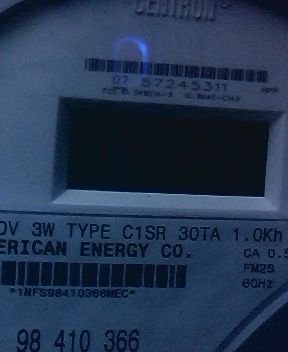 CENTRON
07 57245311
0V 3W TYPE C1SR 30TA 1.0Kh
ERICAN ENERGY CO.
CA 0.5
FM2S
60Hz
*1NFS98410366MEC*
98 410 366